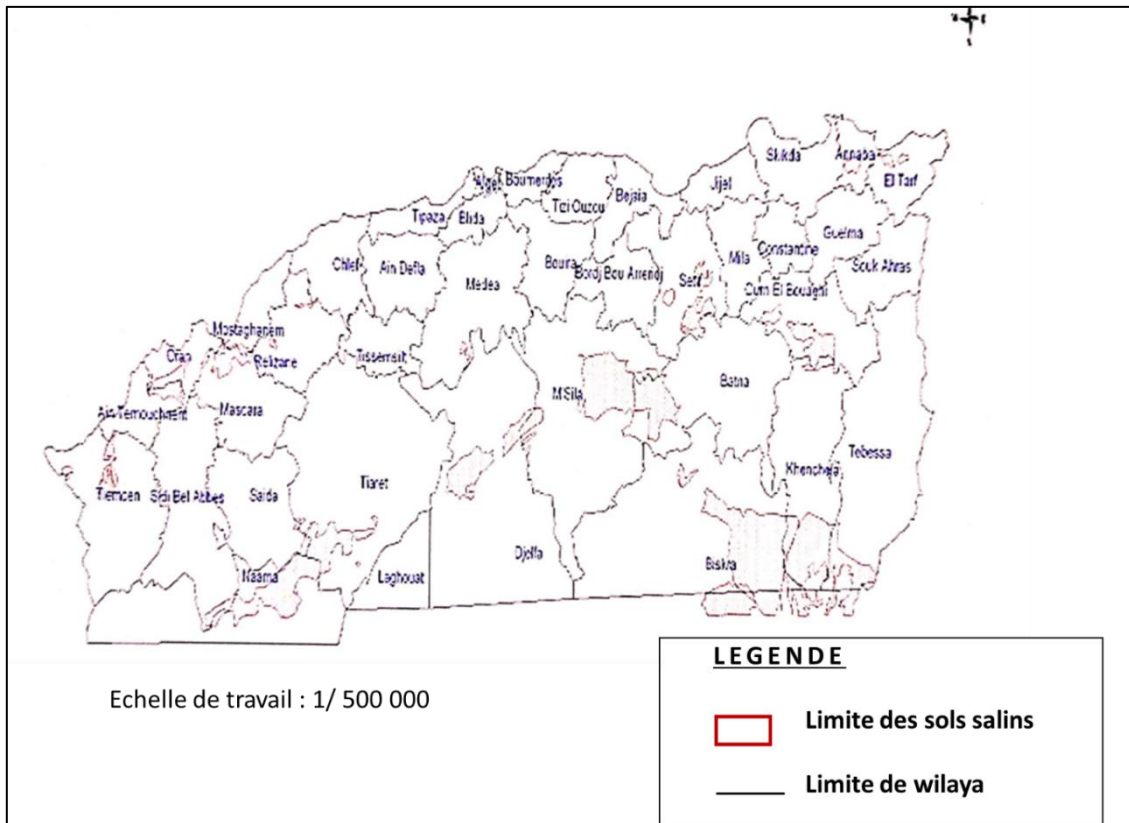 Skikda
Annaba
El Tarf
Jijel
Bejaia
Boumerdes
Tizi Ouzou
Tipaza
Blida
Guelma
Constantine
Mila
Souk Ahras
Chlef
Ain Defla
Medea
Bouira
Bordj Bou Arreridj
Setif
Oum El Bouaghi
Mostaghanem
Relizane
Tissemsilt
Oran
M'Sila
Batna
Ain Temouchment
Mascara
Tebessa
Khenchela
Tlemcen
Sidi Bel Abbes
Saida
Tiaret
Djelfa
Biskra
Naama
Laghouat
LEGENDE
Echelle de travail : 1/ 500 000
Limite des sols salins
Limite de wilaya